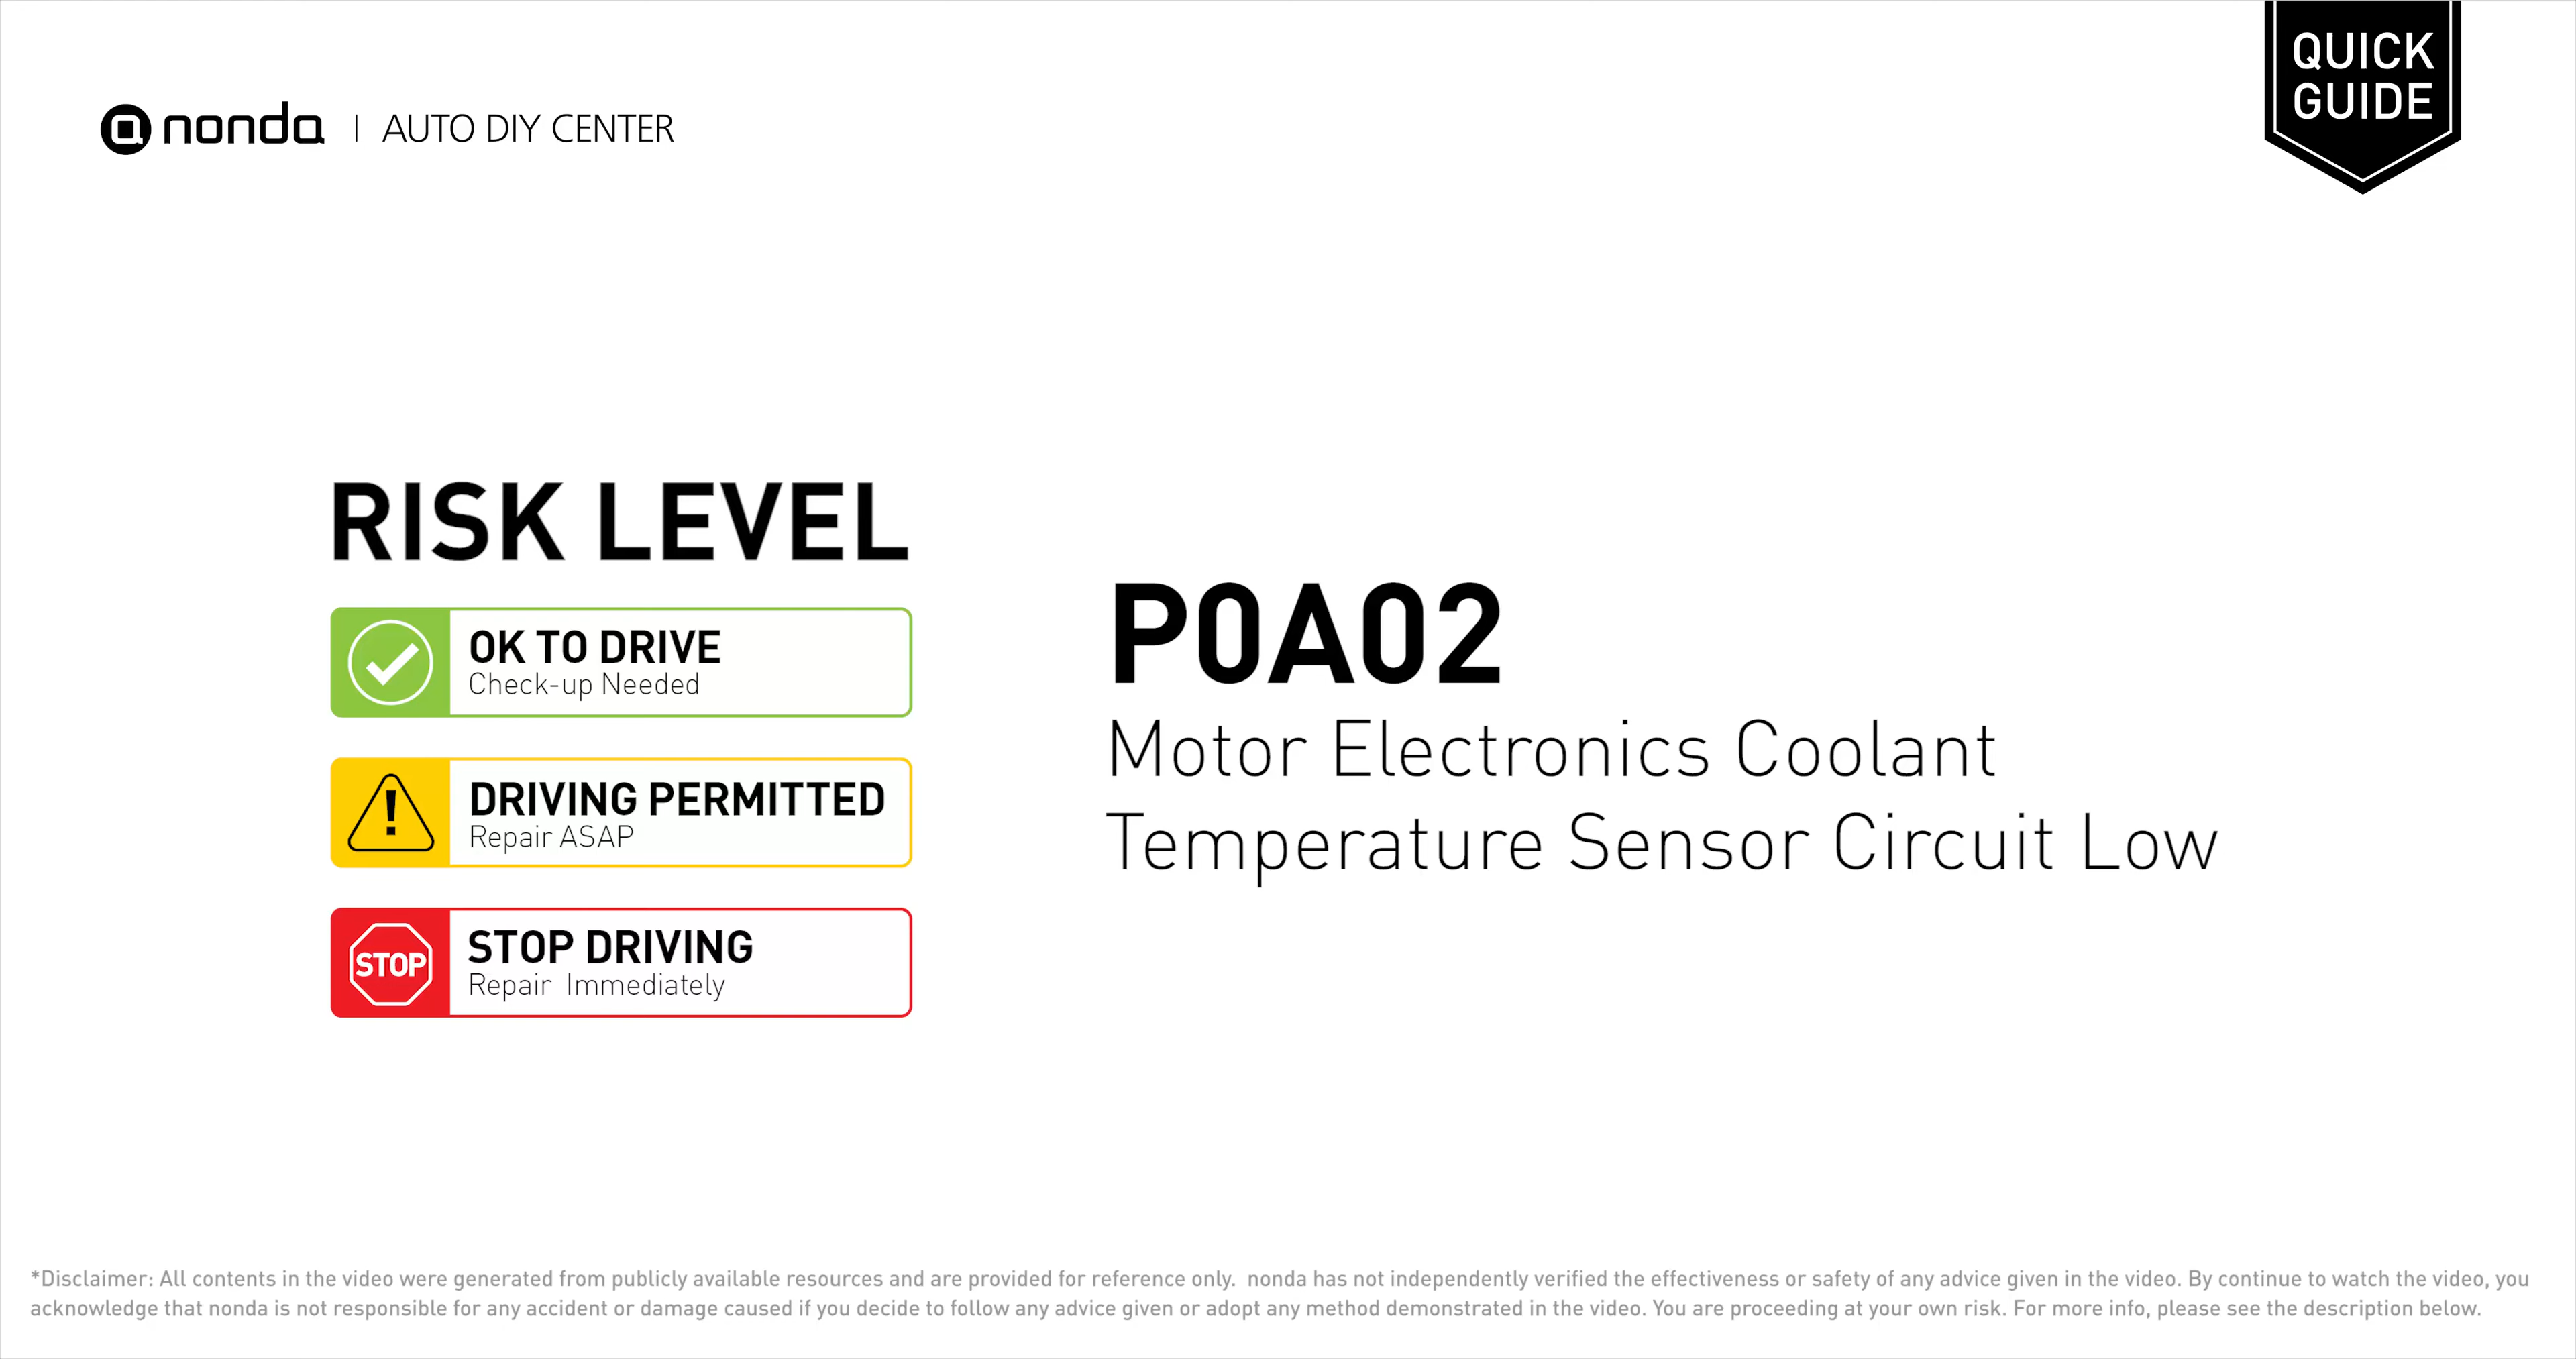 nonda | AUTO DIY CENTER
QUICK
GUIDE
RISK LEVEL
OK TO DRIVE
Check-up Needed
DRIVING PERMITTED
Repair ASAP
STOP
STOP DRIVING
Repair Immediately
P0A02
Motor Electronics Coolant
Temperature Sensor Circuit Low
*Disclaimer: All contents in the video were generated from publicly available resources and are provided for reference only. nonda has not independently verified the effectiveness or safety of any advice given in the video. By continue to watch the video, you
acknowledge that nonda is not responsible for any accident or damage caused if you decide to follow any advice given or adopt any method demonstrated in the video. You are proceeding at your own risk. For more info, please see the description below.